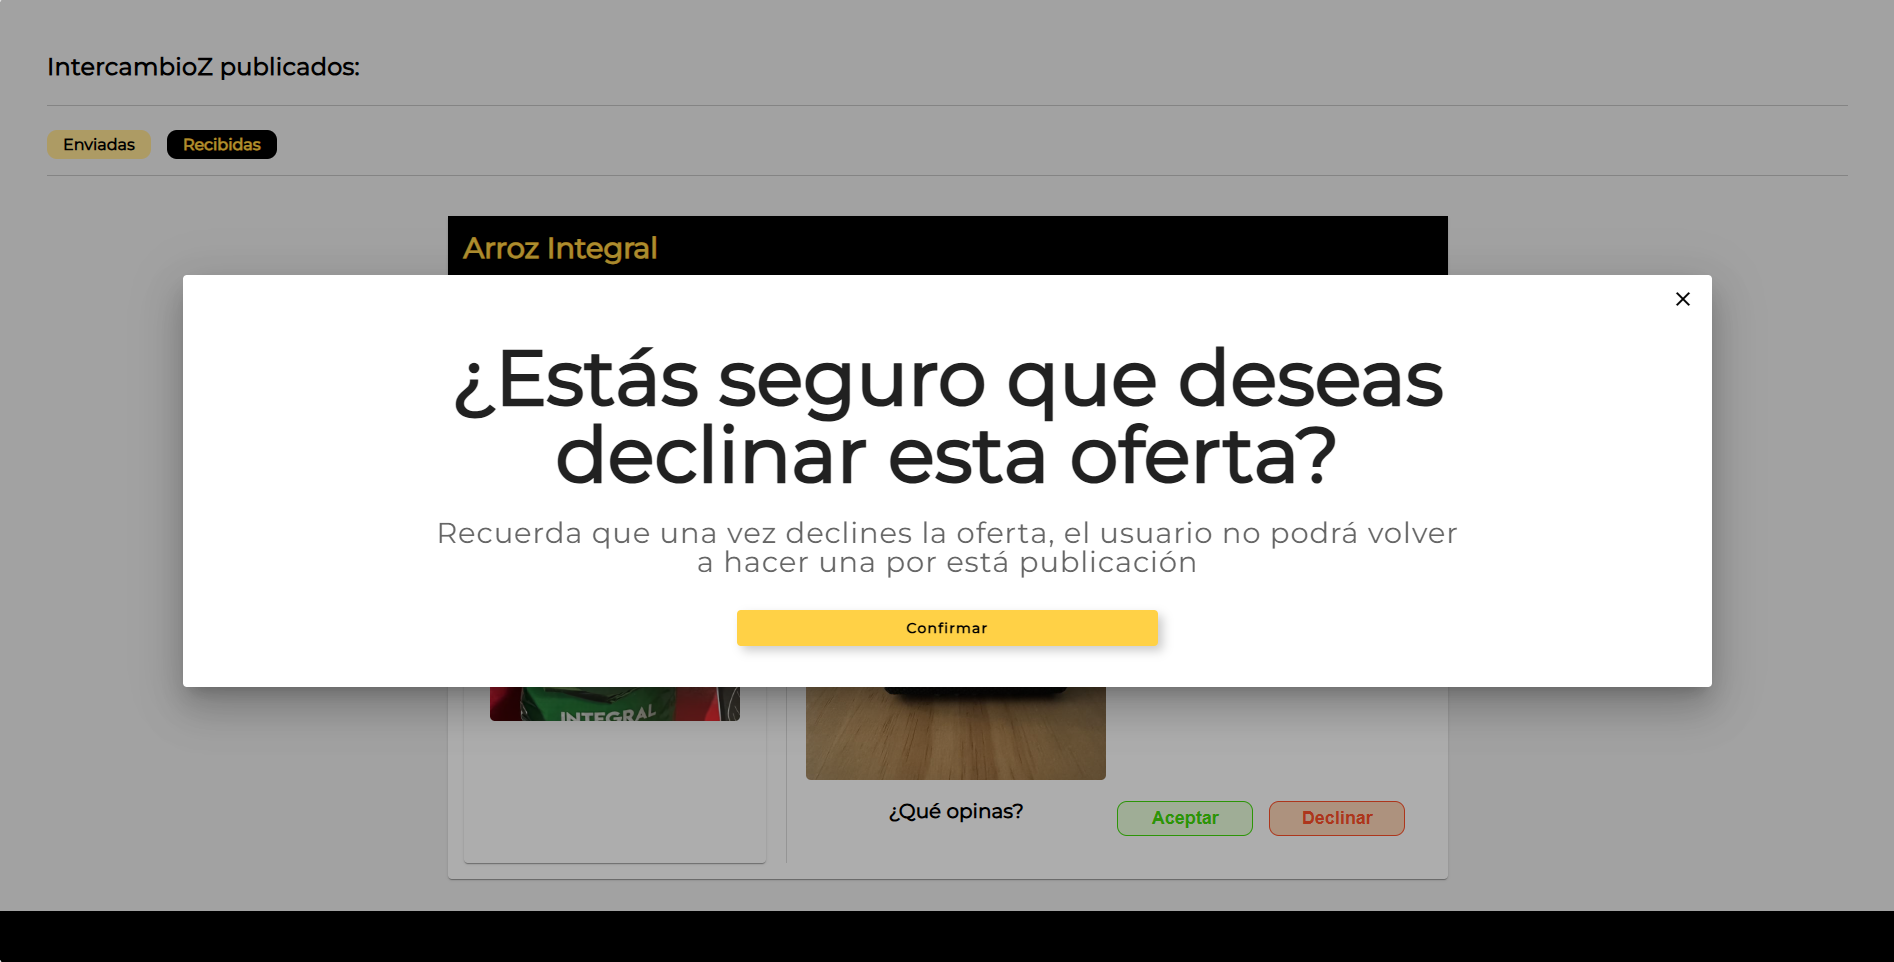 IntercambioZ publicados:
Enviadas
Recibidas
Arroz Integral
¿Estás seguro que deseas
declinar esta oferta?
Recuerda que una vez declines la oferta, el usuario no podrá volver
a hacer una por está publicación
Confirmar
INTEGRAL
¿Qué opinas?
Aceptar
Declinar